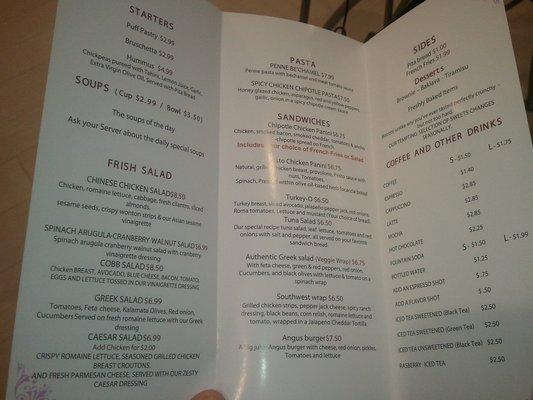 STARTERS
Puff Pastry $2.99
Bruschetta $2.99
Hummus $4.99
Chickpeas pureed with Tahini, Lemon Juice, Garlic,
Extra Virgin Olive Oil, Served with Pita Bread
SOUPS (Cup $2.99 / Bowl $3.50)
The soups of the day
Ask your Server about the daily special soups
FRISH SALAD
CHINESE CHICKEN SALAD$8.50
Chicken, romaine lettuce, cabbage, fresh cilantro, sliced
almonds,
sesame seeds, crispy wonton strips & our Asian sesame
vinaigrette
SPINACH ARUGULA-CRANBERRY WALNUT SALAD$6.99
Spinach arugula cranberry walnut salad with cranberry
vinaigrette dressing
COBB SALAD$8.50
Chicken BREAST, AVOCADO, BLUE CHEESE, BACON, TOMATO,
EGGS AND LETTUCE TOSSED IN OUR VINAIGRETTE DRESSING
GREEK SALAD$6.99
Tomatoes, Feta cheese, Kalamata Olives, Red onion,
Cucumbers Served on fresh romaine lettuce with our Greek
dressing
CAESAR SALAD$6.99
Add Chicken for $2.00
CRISPY ROMAINE LETTUCE, SEASONED GRILLED CHICKEN
BREAST CROUTONS,
AND FRESH PARMESAN CHEESE, SERVED WITH OUR ZESTY
CAESAR DRESSING
PASTA
PENNE BE'CHAMEL $7.99
Penne pasta with bechamel and meat tomato sauce
SPICY CHICKEN CHIPOTLE PASTA$7.50
Honey glazed chicken, asparagus, red and yellow peppers,
garlic, onion in a spicy chipotle cream sauce
SANDWICHES
Chipotle Chicken Panini $6.75
Chicken, smoked bacon, smoked cheddar, tomatoes &
chipotle spread on French.
Includes your choice of French Fries or Salad
Pesto Chicken Panini $6.75
Natural, grilled chicken breast, provolone, Pesto sauce with
nuts, Tomatoes,
Spinach, Pressed within olive oil-based herb focaccia bread
Turkey-O $6.50
Turkey breast, sliced avocado, jalapeño pepper jack, red onions,
Roma tomatoes, Lettuce and mustard (Your choice of bread).
Tuna Salad $6.50
Our special recipe tuna salad, leaf lettuce, tomatoes and red
onions with salt and pepper, all served on your favorite
sandwich bread.
Authentic Greek salad (Veggie Wrap) $6.75
With feta cheese, green & red peppers, red onion,
Cucumbers, and black olives with lettuce & tomato on a
spinach wrap
Southwest wrap $6.50
Grilled chicken strips, pepper jack cheese, spicy ranch
dressing, black beans, corn relish, romaine lettuce and
tomato, wrapped in a Jalapeno Cheddar Tortilla.
Angus burger$7.50
A big juicy Angus burger with cheese, red onion, pickles,
Tomatoes and lettuce
SIDES
Pita bread $1.00
French Fries $1.99
Desserts
Brownie - Baklava - Tiramisu
Freshly Baked Items
Biscotti unlike any you've ever tasted perfectly crunchy -
but not too hard.
OUR TEMPTING SELECTION OF SWEETS CHANGES
SEASONALLY.
COFFEE AND OTHER DRINKS
S - $1.50 L - $1.75
COFFEE
ESPRESSO $1.40
CAPPUCCINO $2.85
LATTE $2.85
MOCHA $2.85
HOT CHOCOLATE $2.25
FOUNTAIN SODA S - $1.50 L - $1.99
BOTTLED WATER $1.25
ADD AN ESPRESSO SHOT $.75
ADD A FLAVOR SHOT $.50
ICED TEA SWEETENED (Black Tea) $2.50
ICED TEA SWEETENED (Green Tea) $2.50
ICED TEA UNSWEETENED (Black Tea) $2.50
RASBERRY ICED TEA $2.50